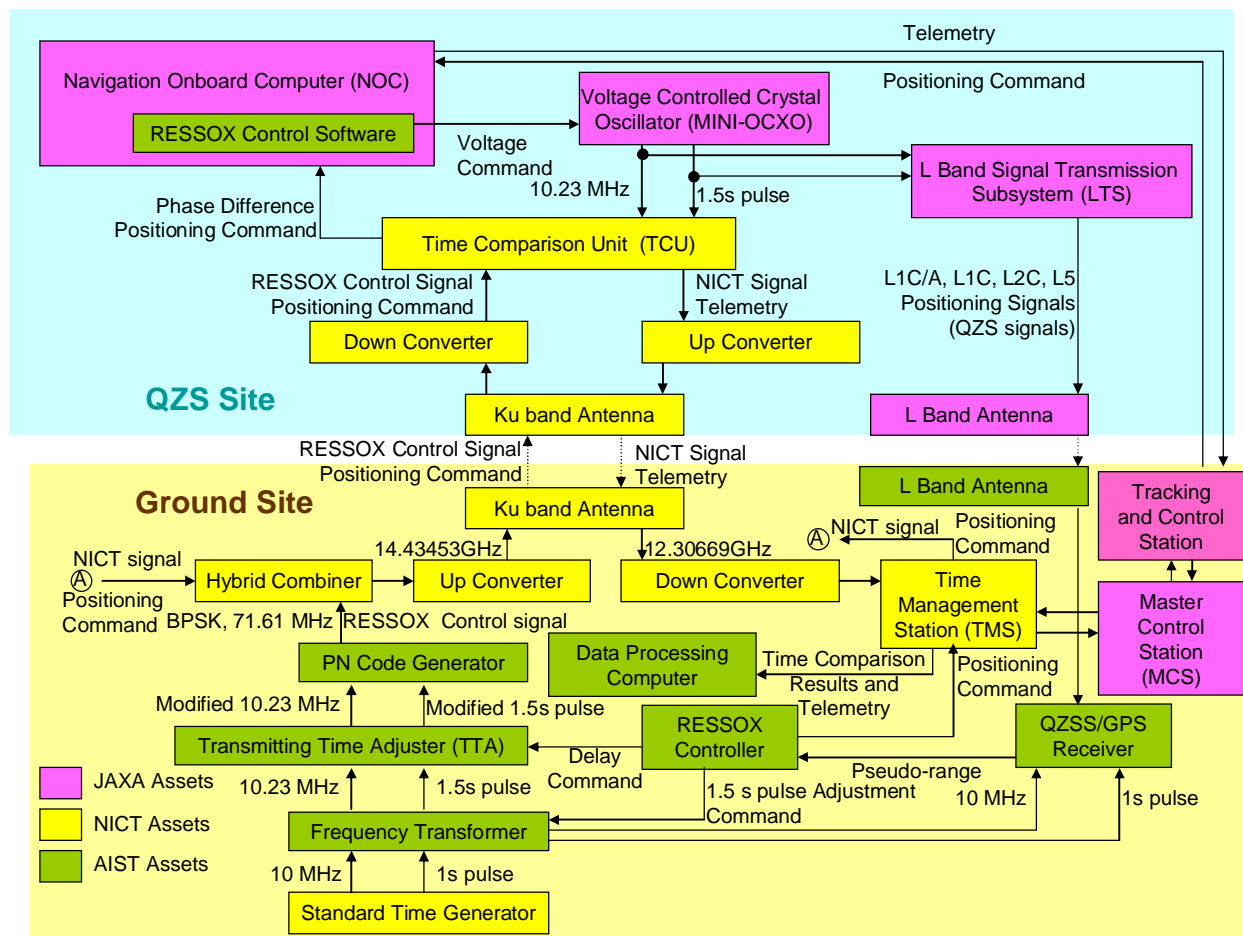 Telemetry
Navigation Onboard Computer (NOC)
Positioning Command
Voltage Controlled Crystal
Oscillator (MINI-OCXO)
RESSOX Control Software
Voltage
Command
10.23 MHz
1.5s pulse
L Band Signal Transmission
Subsystem (LTS)
Phase Difference
Positioning Command
Time Comparison Unit (TCU)
RESSOX Control Signal
Positioning Command
NICT Signal
Telemetry
L1C/A, L1C, L2C, L5
Positioning Signals
(QZS signals)
Down Converter
Up Converter
QZS Site
Ku band Antenna
L Band Antenna
RESSOX Control Signal
Positioning Command
NICT Signal
Telemetry
Ground Site
Ku band Antenna
L Band Antenna
Tracking
and Control
Station
NICT signal
A
Positioning
Command
14.43453GHz
12.30669GHz
A
NICT signal
Positioning
Command
Hybrid Combiner
Up Converter
Down Converter
Time
Management
Station (TMS)
Master
Control
Station
(MCS)
BPSK, 71.61 MHz
RESSOX Control signal
PN Code Generator
Data Processing
Computer
Time Comparison
Results and
Telemetry
Positioning
Command
Modified 10.23 MHz
Modified 1.5s pulse
Transmitting Time Adjuster (TTA)
Delay
Command
RESSOX
Controller
QZSS/GPS
Receiver
Pseudo-range
JAXA Assets
10.23 MHz
1.5s pulse
1.5 s pulse Adjustment
Command
10 MHz
1s pulse
NICT Assets
Frequency Transformer
AIST Assets
10 MHz
1s pulse
Standard Time Generator